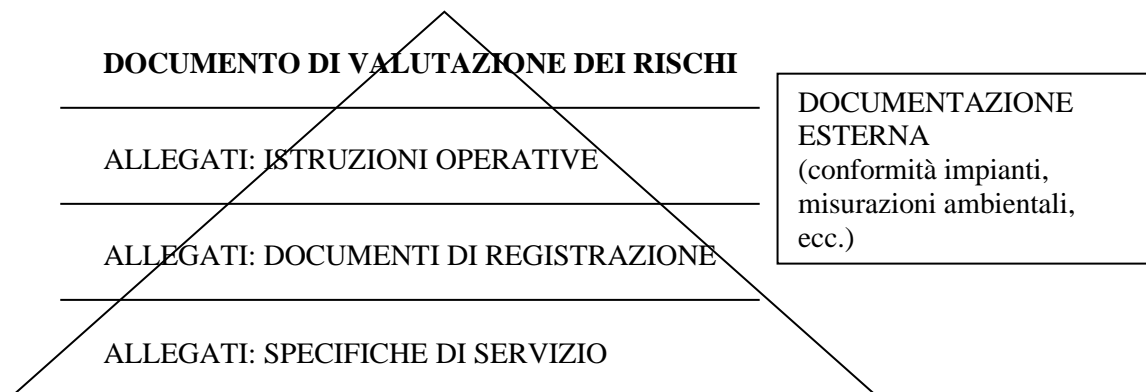 DOCUMENTO DI VALUTAZIONE DEI RISCHI
ALLEGATI: ISTRUZIONI OPERATIVE
ALLEGATI: DOCUMENTI DI REGISTRAZIONE
ALLEGATI: SPECIFICHE DI SERVIZIO
DOCUMENTAZIONE
ESTERNA
(conformità impianti,
misurazioni ambientali,
ecc.)